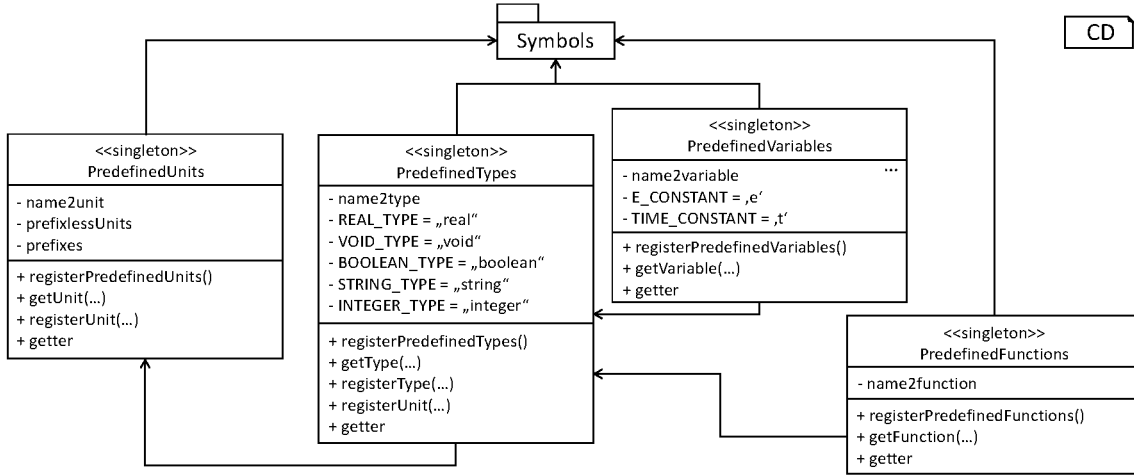 Symbols
CD
<<singleton>>
PredefinedUnits
- name2unit
- prefixlessUnits
- prefixes
+ registerPredefinedUnits()
+ getUnit(...)
+ registerUnit(...)
+ getter
<<singleton>>
PredefinedTypes
- name2type
- REAL_TYPE = „real“
- VOID_TYPE = „void“
- BOOLEAN_TYPE = „boolean“
- STRING_TYPE = „string“
- INTEGER_TYPE = „integer“
+ registerPredefinedTypes()
+ getType(...)
+ registerType(...)
+ registerUnit(...)
+ getter
<<singleton>>
PredefinedVariables
- name2variable ...
- E_CONSTANT = ‚e‘
- TIME_CONSTANT = ‚t‘
+ registerPredefinedVariables()
+ getVariable(...)
+ getter
<<singleton>>
PredefinedFunctions
- name2function
+ registerPredefinedFunctions()
+ getFunction(...)
+ getter